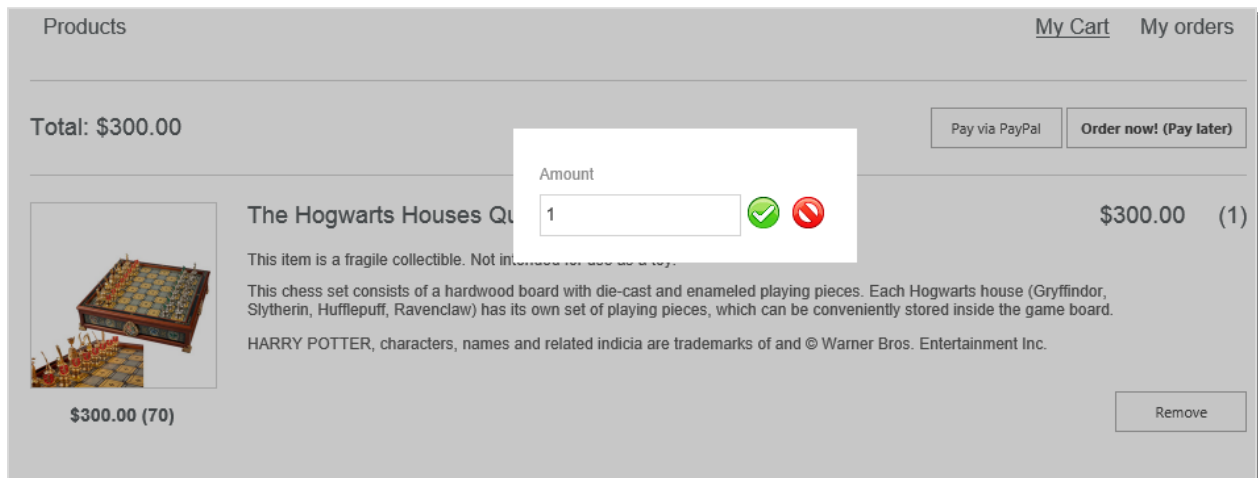 Products
My Cart
My orders
Total: $300.00
Pay via PayPal
Order now! (Pay later)
Amount
1
The Hogwarts Houses Qu
$300.00
(1)
This item is a fragile collectible. Not intended for use as a toy.
This chess set consists of a hardwood board with die-cast and enameled playing pieces. Each Hogwarts house (Gryffindor,
Slytherin, Hufflepuff, Ravenclaw) has its own set of playing pieces, which can be conveniently stored inside the game board.
HARRY POTTER, characters, names and related indicia are trademarks of and © Warner Bros. Entertainment Inc.
$300.00 (70)
Remove